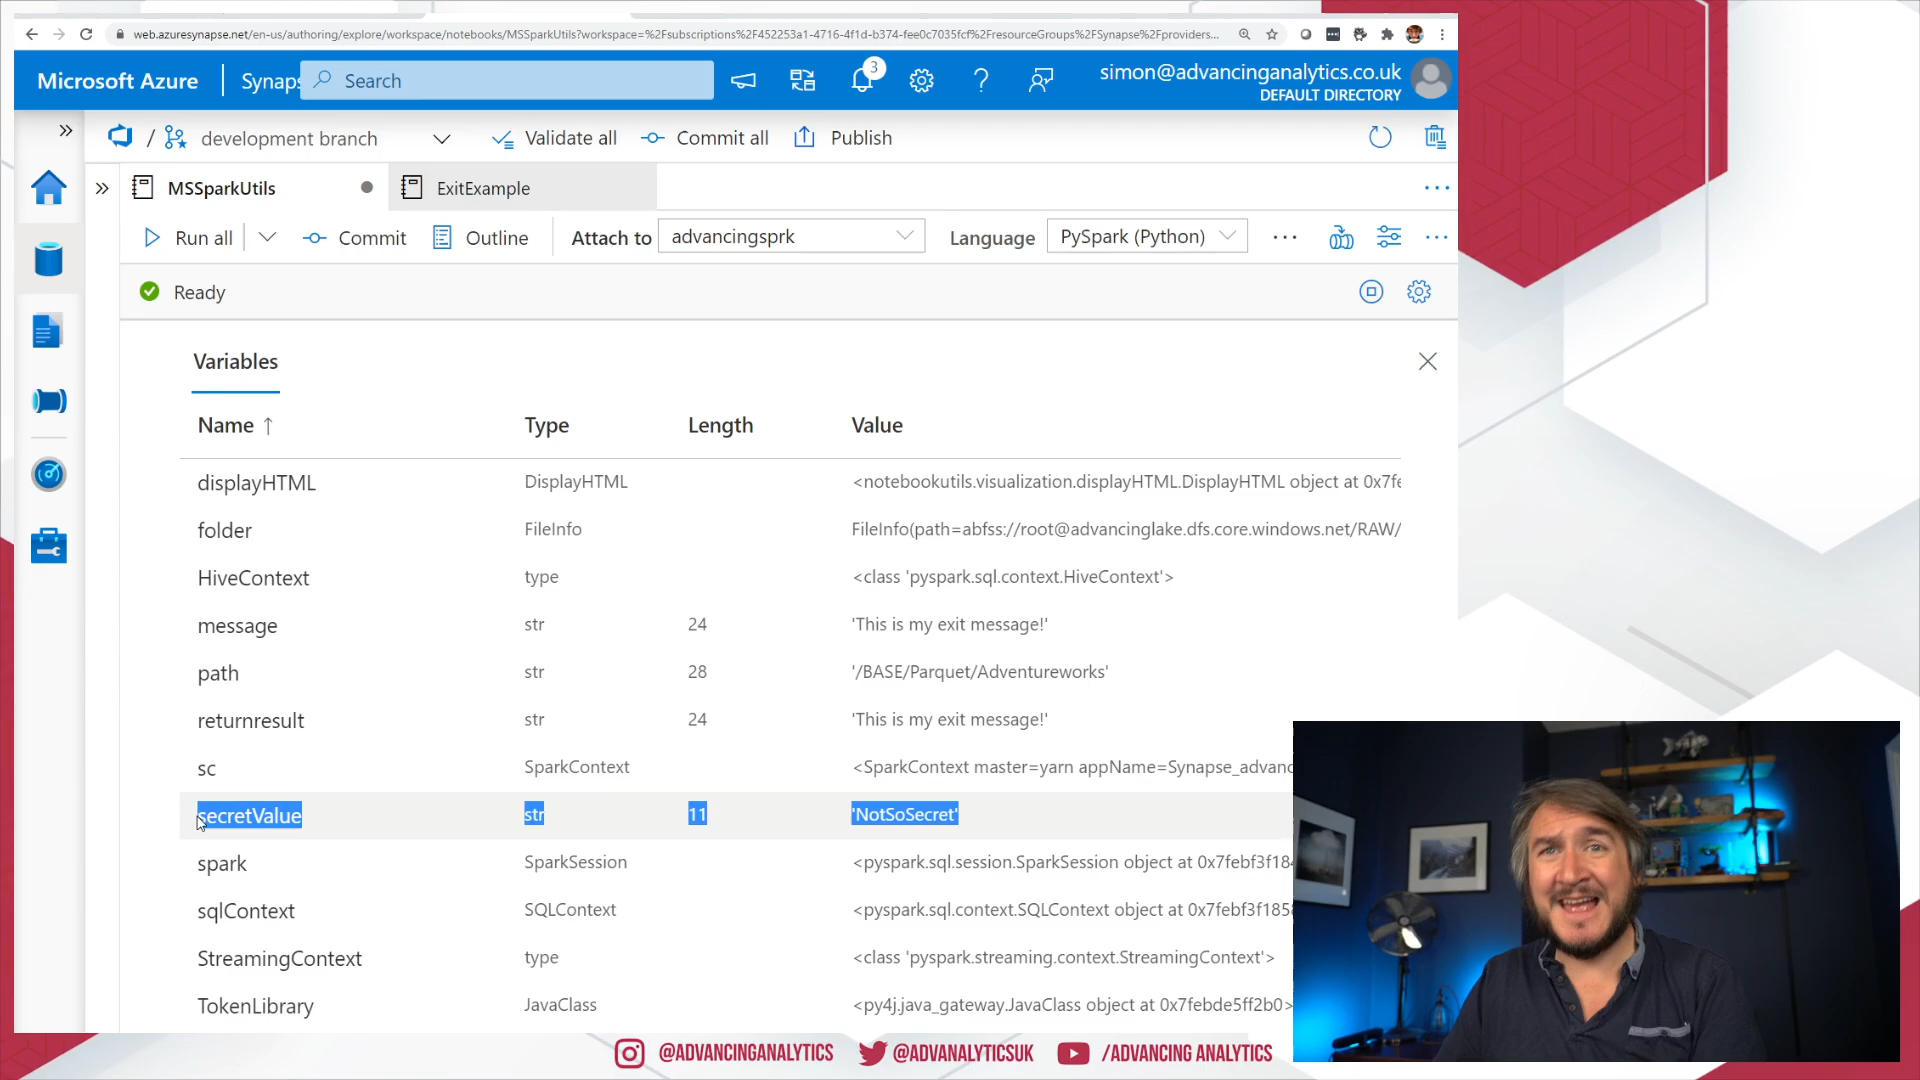 web.azuresynapse.net/en-us/authoring/explore/workspace/notebooks/MSSparkUtils?workspace=%2Fsubscriptions%2F452253a1-4716-4f1d-b374-fee0c7035fcf%2FresourceGroups%2FSynapse%2Fproviders...
Microsoft Azure Synaps Search 3 simon@advancinganalytics.co.uk
DEFAULT DIRECTORY
/ development branch Validate all Commit all Publish
MSSparkUtils ExitExample
Run all Commit Outline Attach to advancingsprk Language PySpark (Python)
Ready
Variables
Name ↑ Type Length Value
displayHTML DisplayHTML <notebookutils.visualization.displayHTML.DisplayHTML object at 0x7fe
folder FileInfo FileInfo(path=abfss://root@advancinglake.dfs.core.windows.net/RAW/
HiveContext type <class 'pyspark.sql.context.HiveContext'>
message str 24 'This is my exit message!'
path str 28 '/BASE/Parquet/Adventureworks'
returnresult str 24 'This is my exit message!'
sc SparkContext <SparkContext master=yarn appName=Synapse_advanc
secretValue str 11 'NotSoSecret'
spark SparkSession <pyspark.sql.session.SparkSession object at 0x7febf3f184
sqlContext SQLContext <pyspark.sql.context.SQLContext object at 0x7febf3f1858
StreamingContext type <class 'pyspark.streaming.context.StreamingContext'>
TokenLibrary JavaClass <py4j.java_gateway.JavaClass object at 0x7febde5ff2b0>
@ADVANCINGANALYTICS @ADVANALYTICSUK /ADVANCING ANALYTICS